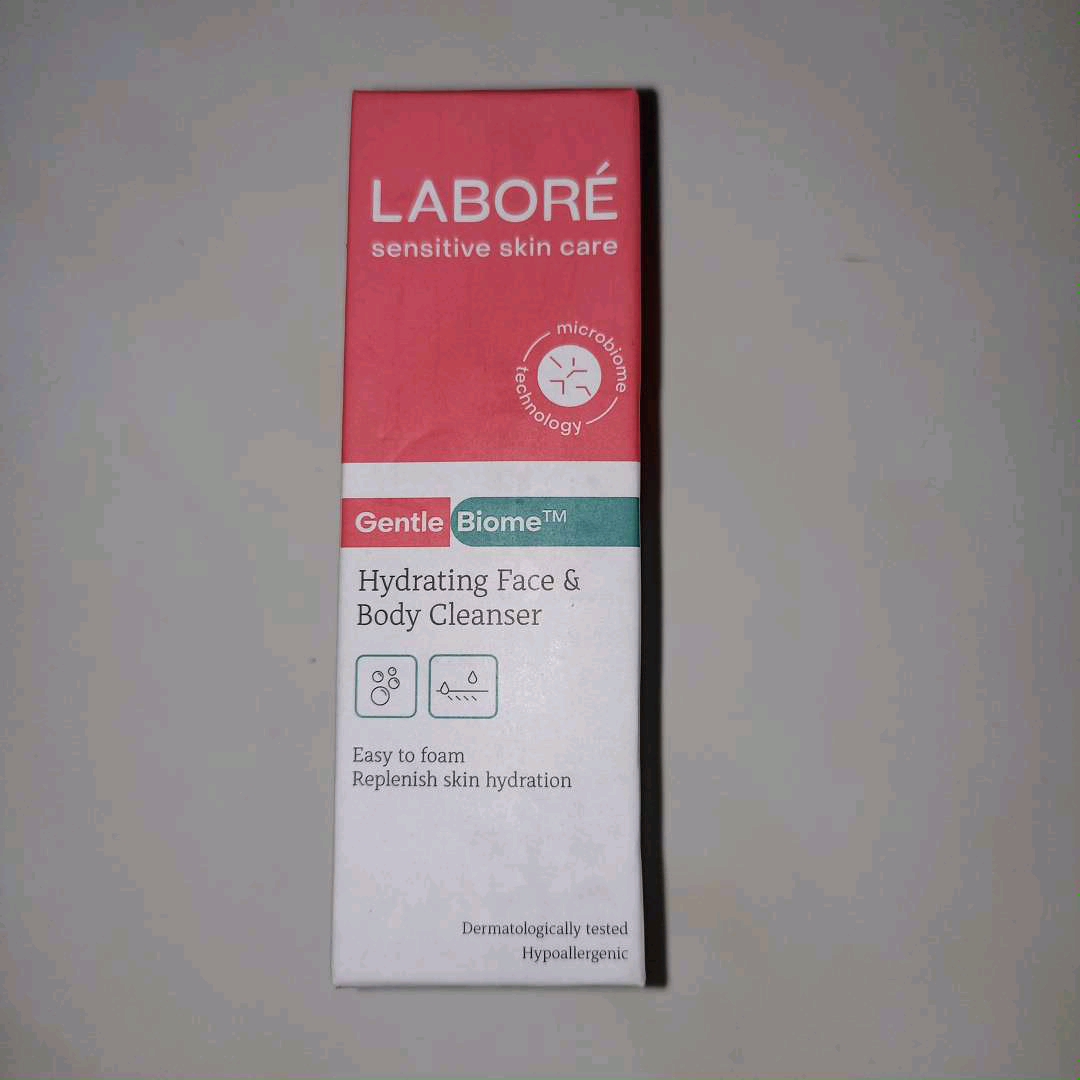 LABORÉ
sensitive skin care
microbiome
technology
Gentle Biome™
Hydrating Face &
Body Cleanser
Easy to foam
Replenish skin hydration
Dermatologically tested
Hypoallergenic